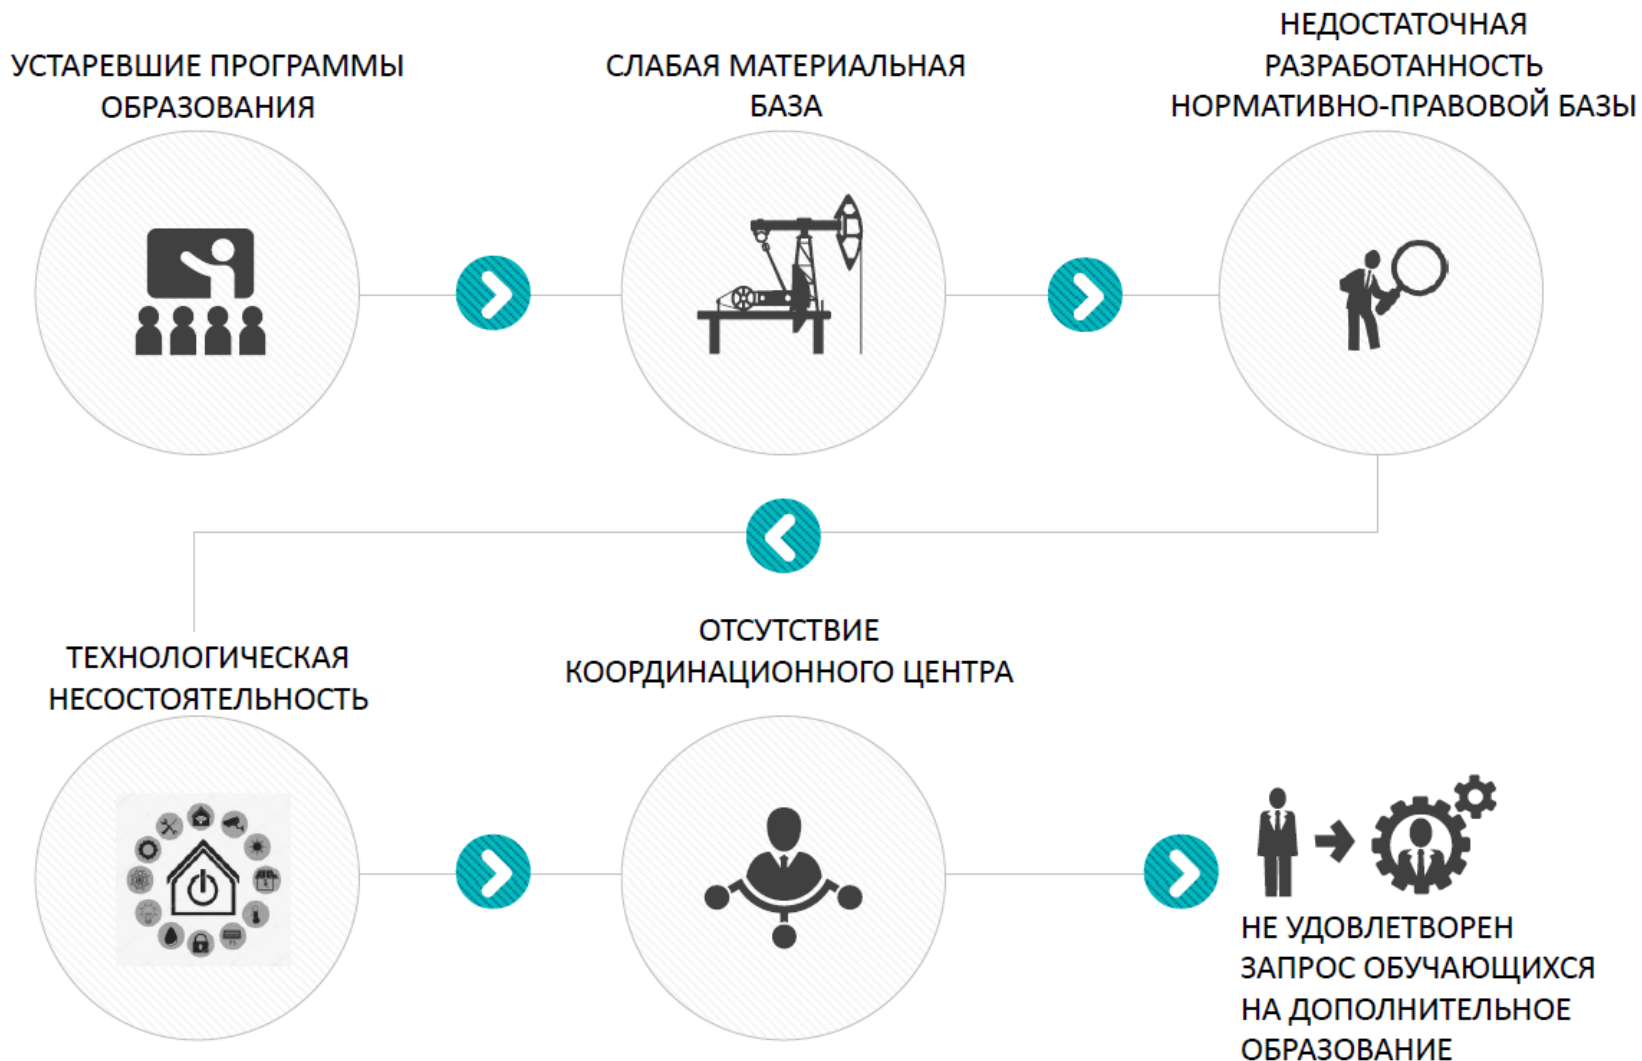 УСТАРЕВШИЕ ПРОГРАММЫ
ОБРАЗОВАНИЯ
СЛАБАЯ МАТЕРИАЛЬНАЯ
БАЗА
НЕДОСТАТОЧНАЯ
РАЗРАБОТАННОСТЬ
НОРМАТИВНО-ПРАВОВОЙ БАЗЫ
ТЕХНОЛОГИЧЕСКАЯ
НЕСОСТОЯТЕЛЬНОСТЬ
ОТСУТСТВИЕ
КООРДИНАЦИОННОГО ЦЕНТРА
НЕ УДОВЛЕТВОРЕН
ЗАПРОС ОБУЧАЮЩИХСЯ
НА ДОПОЛНИТЕЛЬНОЕ
ОБРАЗОВАНИЕ